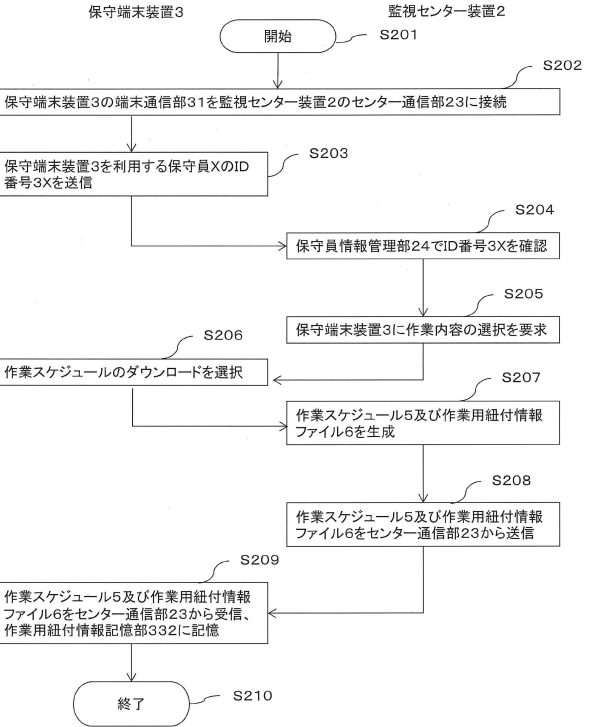 保守端末装置3
監視センター装置2
開始
S201
S202
保守端末装置3の端末通信部31を監視センター装置2のセンター通信部23に接続
S203
保守端末装置3を利用する保守員XのID
番号3Xを送信
S204
保守員情報管理部24でID番号3Xを確認
S205
保守端末装置3に作業内容の選択を要求
S206
作業スケジュールのダウンロードを選択
S207
作業スケジュール5及び作業用紐付情報
ファイル6を生成
S208
作業スケジュール5及び作業用紐付情報
ファイル6をセンター通信部23から送信
S209
作業スケジュール5及び作業用紐付情報
ファイル6をセンター通信部23から受信、
作業用紐付情報記憶部332に記憶
終了
S210